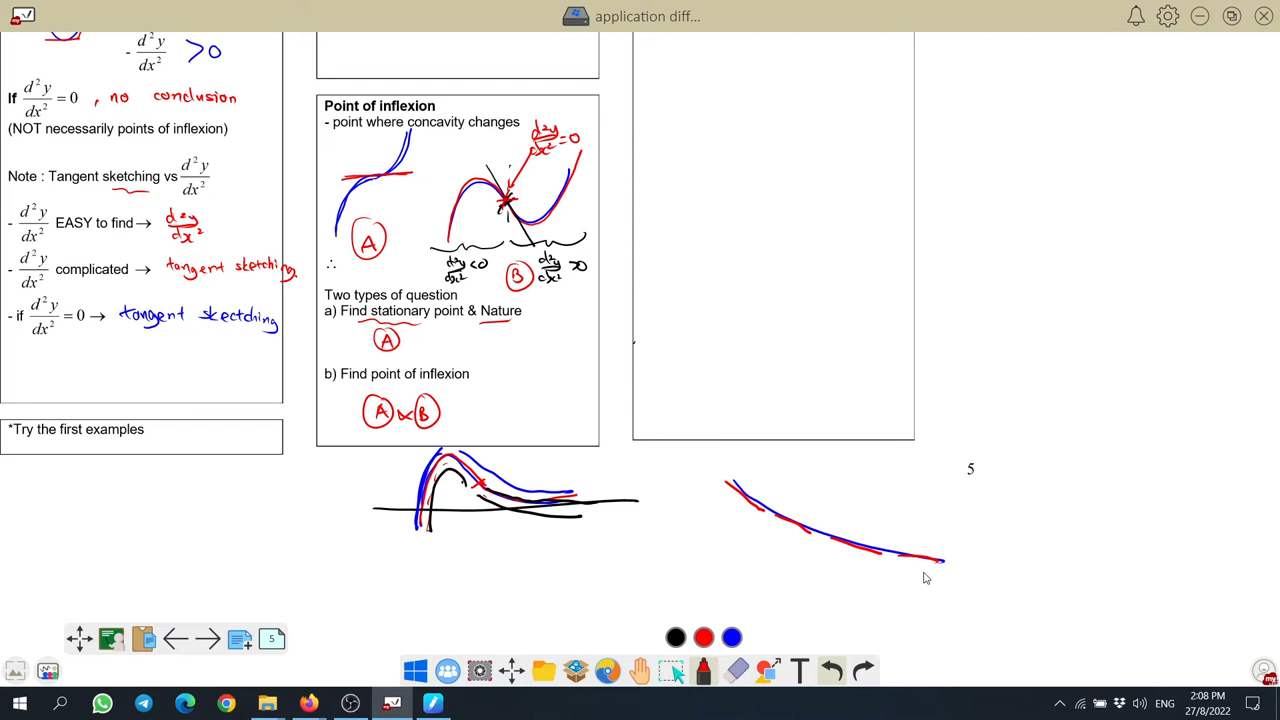 application diff...
- d²y/dx² >0
If d²y/dx² = 0 , no conclusion
(NOT necessarily points of inflexion)
Note : Tangent sketching vs d²y/dx²
- d²y/dx² EASY to find → d²y/dx²
- d²y/dx² complicated → tangent sketching.
- if d²y/dx² = 0 → tangent skectching
*Try the first examples
Point of inflexion
- point where concavity changes
d²y/dx² = 0
A
d²y/dx² <0
B
d²y/dx² >0
∴
Two types of question
a) Find stationary point & Nature
A
b) Find point of inflexion
A & B
5
5
ENG
2:08 PM
27/8/2022